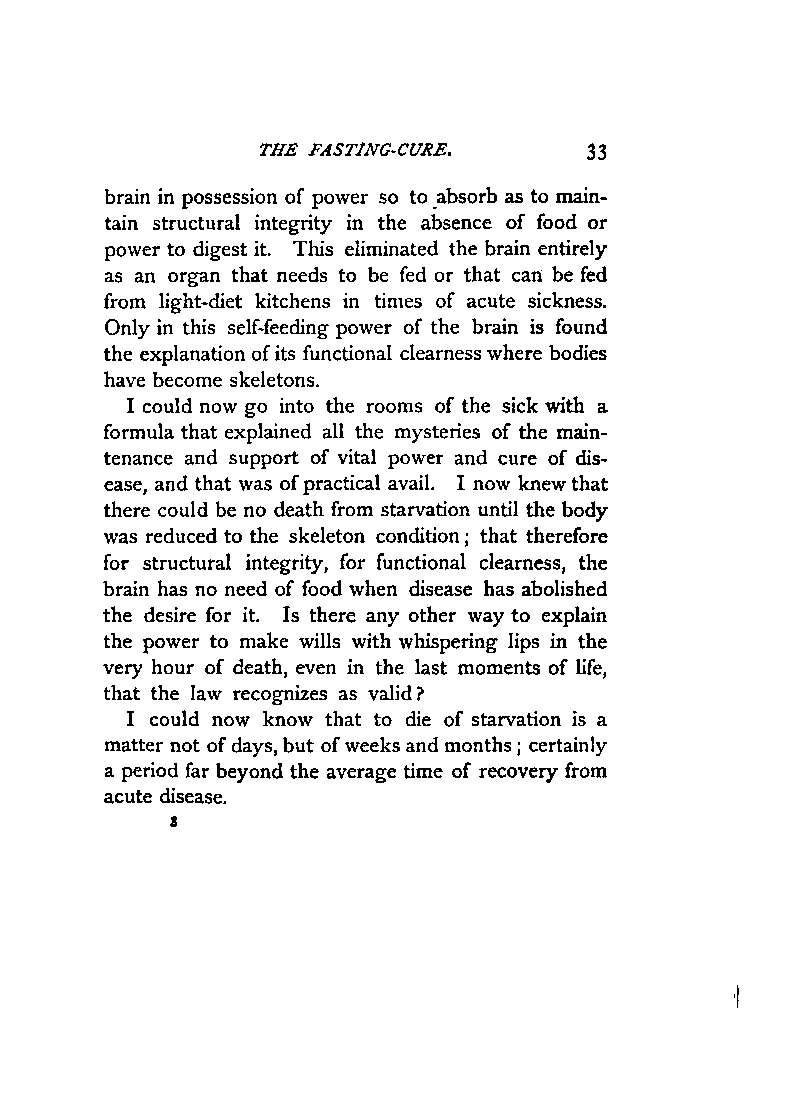 THE FASTING-CURE. 33
brain in possession of power so to absorb as to main-
tain structural integrity in the absence of food or
power to digest it. This eliminated the brain entirely
as an organ that needs to be fed or that can be fed
from light-diet kitchens in times of acute sickness.
Only in this self-feeding power of the brain is found
the explanation of its functional clearness where bodies
have become skeletons.
I could now go into the rooms of the sick with a
formula that explained all the mysteries of the main-
tenance and support of vital power and cure of dis-
ease, and that was of practical avail. I now knew that
there could be no death from starvation until the body
was reduced to the skeleton condition; that therefore
for structural integrity, for functional clearness, the
brain has no need of food when disease has abolished
the desire for it. Is there any other way to explain
the power to make wills with whispering lips in the
very hour of death, even in the last moments of life,
that the law recognizes as valid?
I could now know that to die of starvation is a
matter not of days, but of weeks and months; certainly
a period far beyond the average time of recovery from
acute disease.